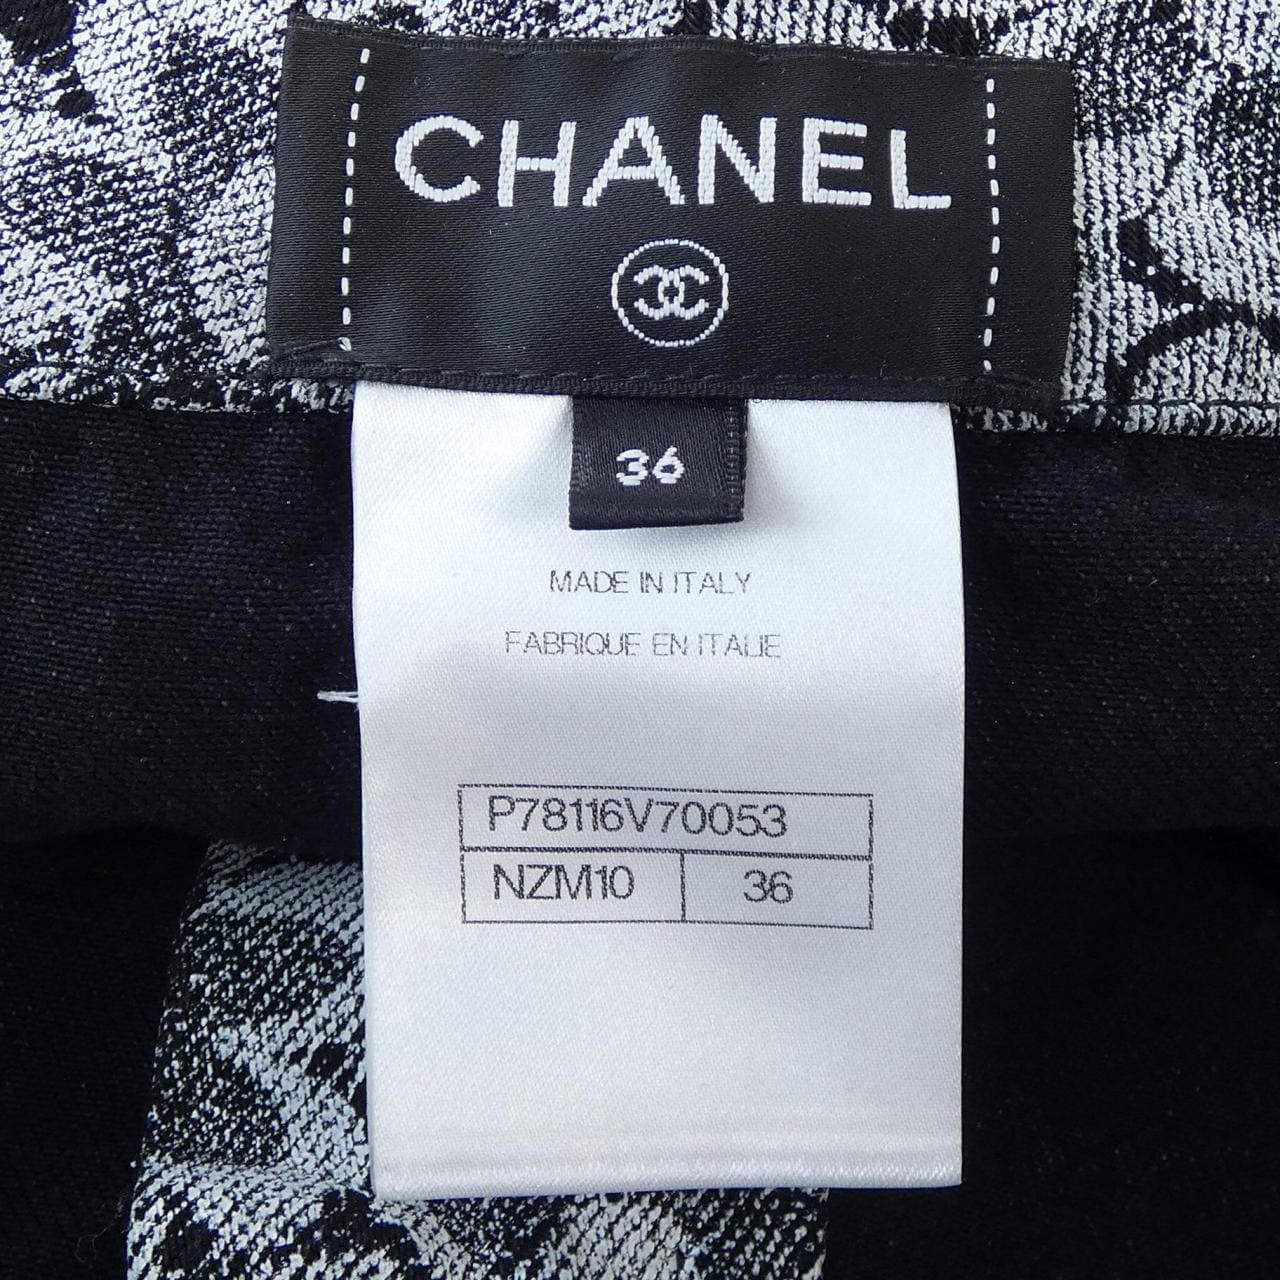 CHANEL
36
MADE IN ITALY
FABRIQUE EN ITALIE
P78116V70053
NZM10 36